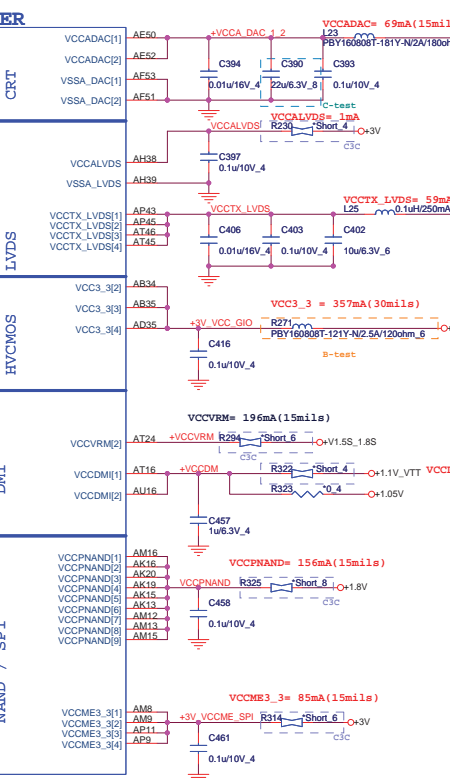 ER
VCCADAC= 69mA(15mil
CRT
VCCADAC[1] AE50 +VCCA_DAC_1_2 L23
PBY160808T-181Y-N/2A/180oh
VCCADAC[2] AE52
C394 C390 C393
VSSA_DAC[1] AF53 0.01u/16V_4 22u/6.3V_8 0.1u/10V_4
VSSA_DAC[2] AF51
C-test
VCCALVDS= 1mA
VCCALVDS R230 *Short_4 +3V
C3C
LVDS
VCCALVDS AH38 C397
0.1u/10V_4
VSSA_LVDS AH39
VCCTX_LVDS= 59mA
VCCTX_LVDS[1] AP43 VCCTX_LVDS L25 0.1uH/250mA
VCCTX_LVDS[2] AP45
VCCTX_LVDS[3] AT46 C406 C403 C402
VCCTX_LVDS[4] AT45
0.01u/16V_4 0.1u/10V_4 10u/6.3V_6
HVCMOS
VCC3_3[2] AB34
VCC3_3[3] AB35 VCC3_3 = 357mA(30mils)
VCC3_3[4] AD35 +3V_VCC_GIO R271
PBY160808T-121Y-N/2.5A/120ohm_6
C416 B-test
0.1u/10V_4
DMI
VCCVRM= 196mA(15mils)
VCCVRM[2] AT24 +VCCVRM R294 *Short_6 +V1.5S_1.8S
C3C
VCCDMI[1] AT16 +VCCDM R322 *Short_4 +1.1V_VTT
VCCDMI[2] AU16 R323 *0_4 +1.05V
C3C
C457
1u/6.3V_4
NAND / SPI
VCCPNAND= 156mA(15mils)
VCCPNAND[1] AM16
VCCPNAND[2] AK16
VCCPNAND[3] AK20
VCCPNAND[4] AK19 VCCPNAND R325 *Short_8 +1.8V
VCCPNAND[5] AK15
VCCPNAND[6] AK13 C458 C3C
VCCPNAND[7] AM12
VCCPNAND[8] AM13 0.1u/10V_4
VCCPNAND[9] AM15
VCCME3_3= 85mA(15mils)
VCCME3_3[1] AM8
VCCME3_3[2] AM9 +3V_VCCME_SPI R314 *Short_6 +3V
VCCME3_3[3] AP11
VCCME3_3[4] AP9 C3C
C461
0.1u/10V_4